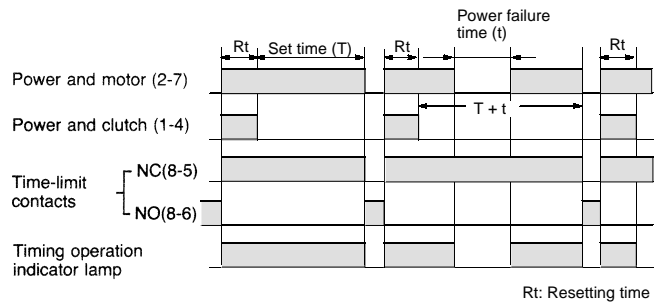 Power failure
time (t)
Rt
Set time (T)
Rt
Rt
Power and motor (2-7)
T + t
Power and clutch (1-4)
Time-limit
contacts
NC(8-5)
NO(8-6)
Timing operation
indicator lamp
Rt: Resetting time